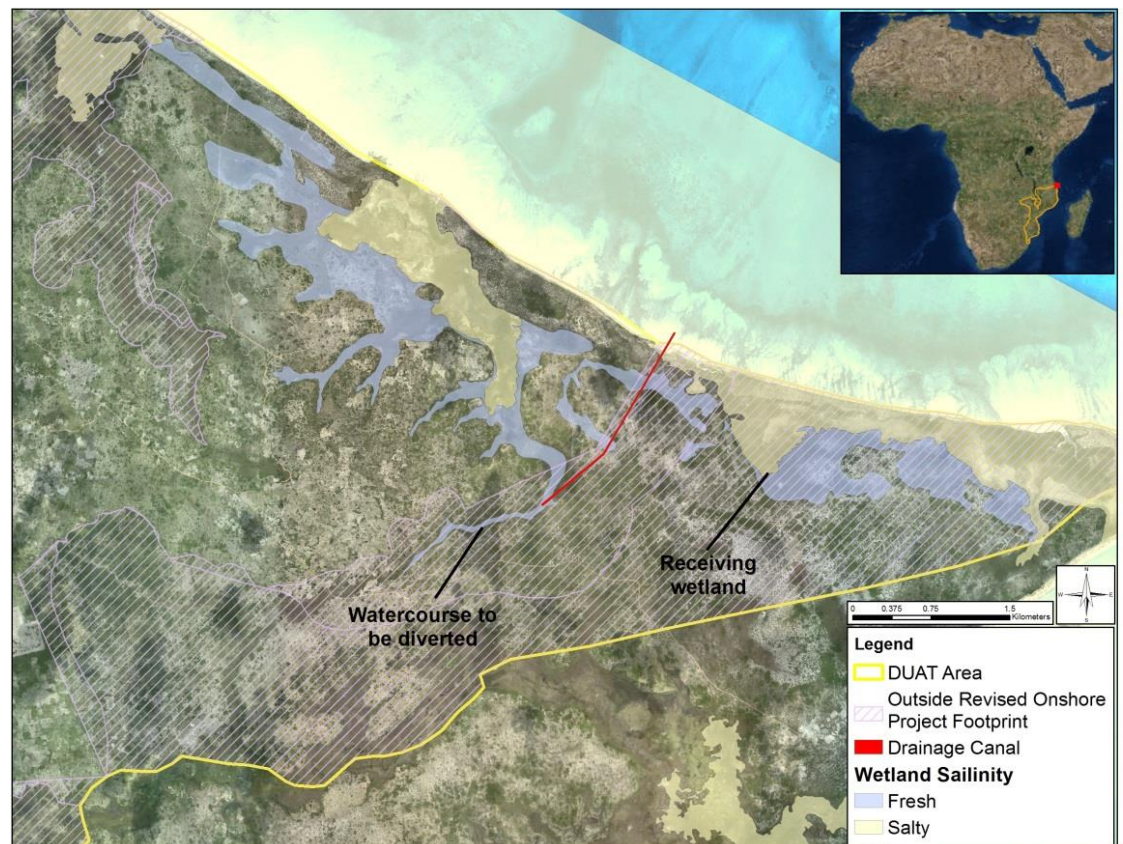 Watercourse to
be diverted
Receiving
wetland
N
W
E
S
0 0.375 0.75 1.5
Kilometers
Legend
DUAT Area
Outside Revised Onshore
Project Footprint
Drainage Canal
Wetland Sailinity
Fresh
Salty